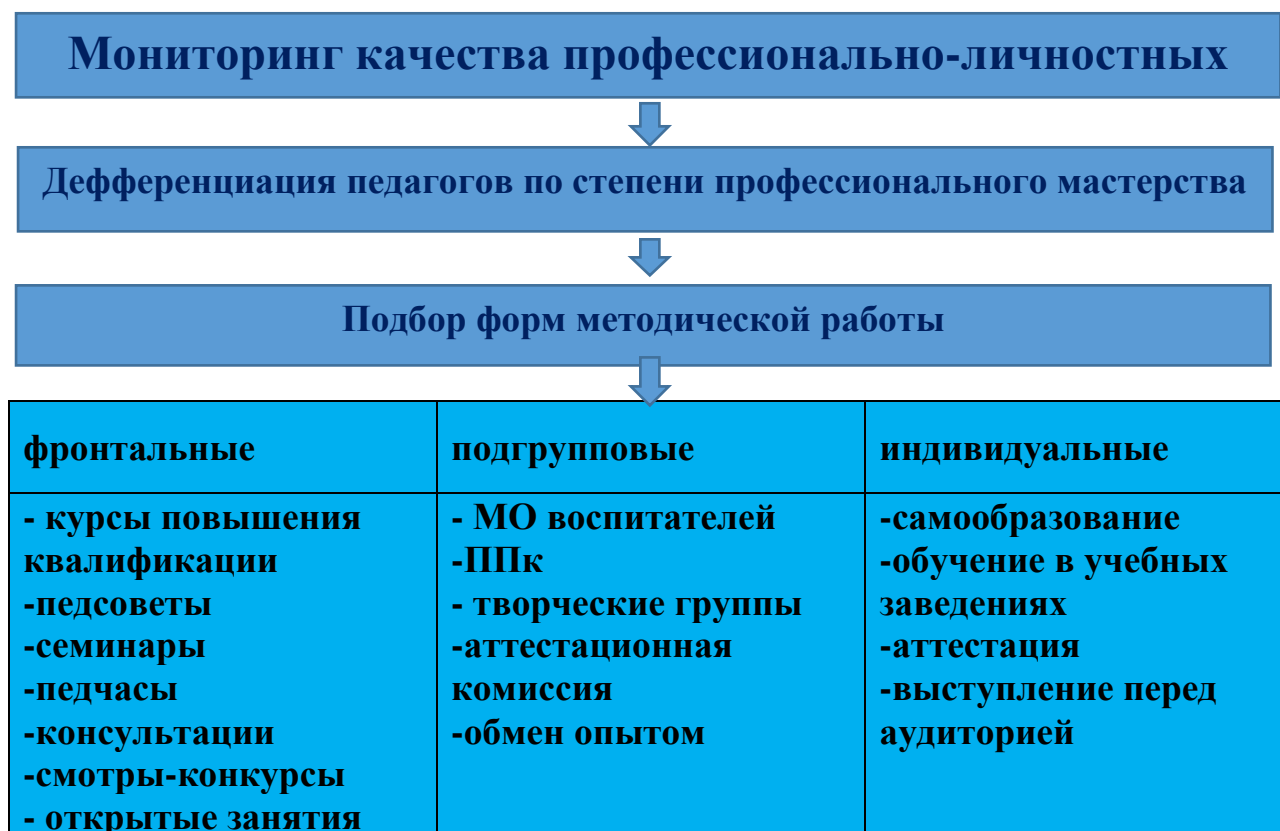 Мониторинг качества профессионально-личностных
Дефференциация педагогов по степени профессионального мастерства
Подбор форм методической работы
фронтальные
- курсы повышения
квалификации
-педсоветы
-семинары
-педчасы
-консультации
-смотры-конкурсы
- открытые занятия
подгрупповые
- МО воспитателей
-ППк
- творческие группы
-аттестационная
комиссия
-обмен опытом
индивидуальные
-самообразование
-обучение в учебных
заведениях
-аттестация
-выступление перед
аудиторией